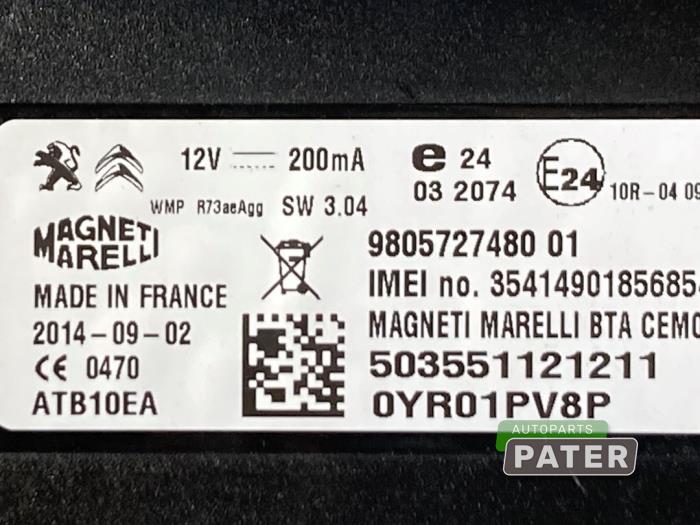 12V 200mA e 24 E24
03 2074 10R-04 09
WMP R73aeAgg SW 3.04
MAGNETI
MARELLI
9805727480 01
MADE IN FRANCE
IMEI no. 3541490185685
2014-09-02
MAGNETI MARELLI BTA CEMO
CE 0470
503551121211
ATB10EA
0YR01PV8P
AUTOPARTS
PATER